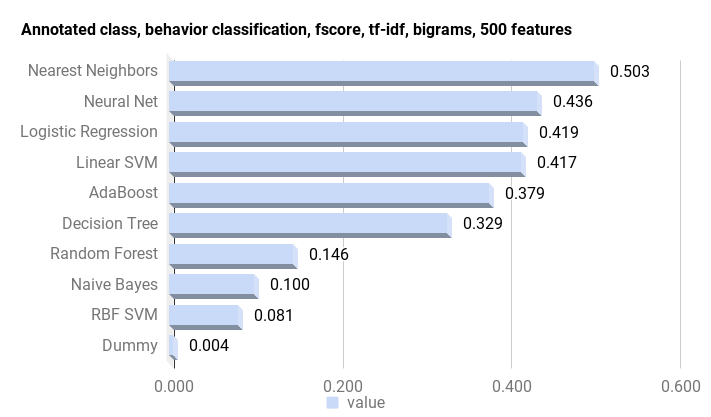 Annotated class, behavior classification, fscore, tf-idf, bigrams, 500 features
Nearest Neighbors 0.503
Neural Net 0.436
Logistic Regression 0.419
Linear SVM 0.417
AdaBoost 0.379
Decision Tree 0.329
Random Forest 0.146
Naive Bayes 0.100
RBF SVM 0.081
Dummy 0.004
0.000 0.200 0.400 0.600
value